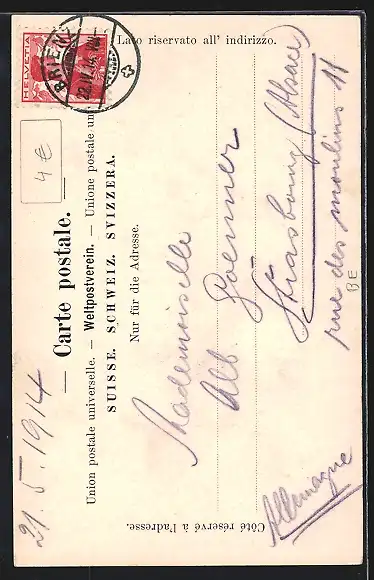 HELVETIA
BRIE
Lato riservato all' indirizzo.
4 €
— Carte postale. —
Union postale universelle. — Weltpostverein. — Unione postale un
SUISSE. SCHWEIZ. SVIZZERA.
Nur für die Adresse.
21.5.1914
Mademoiselle
Alb.
Strasbourg (Alsace)
rue des moulins 11
BE
Allemagne
Côté réservé à l'adresse.